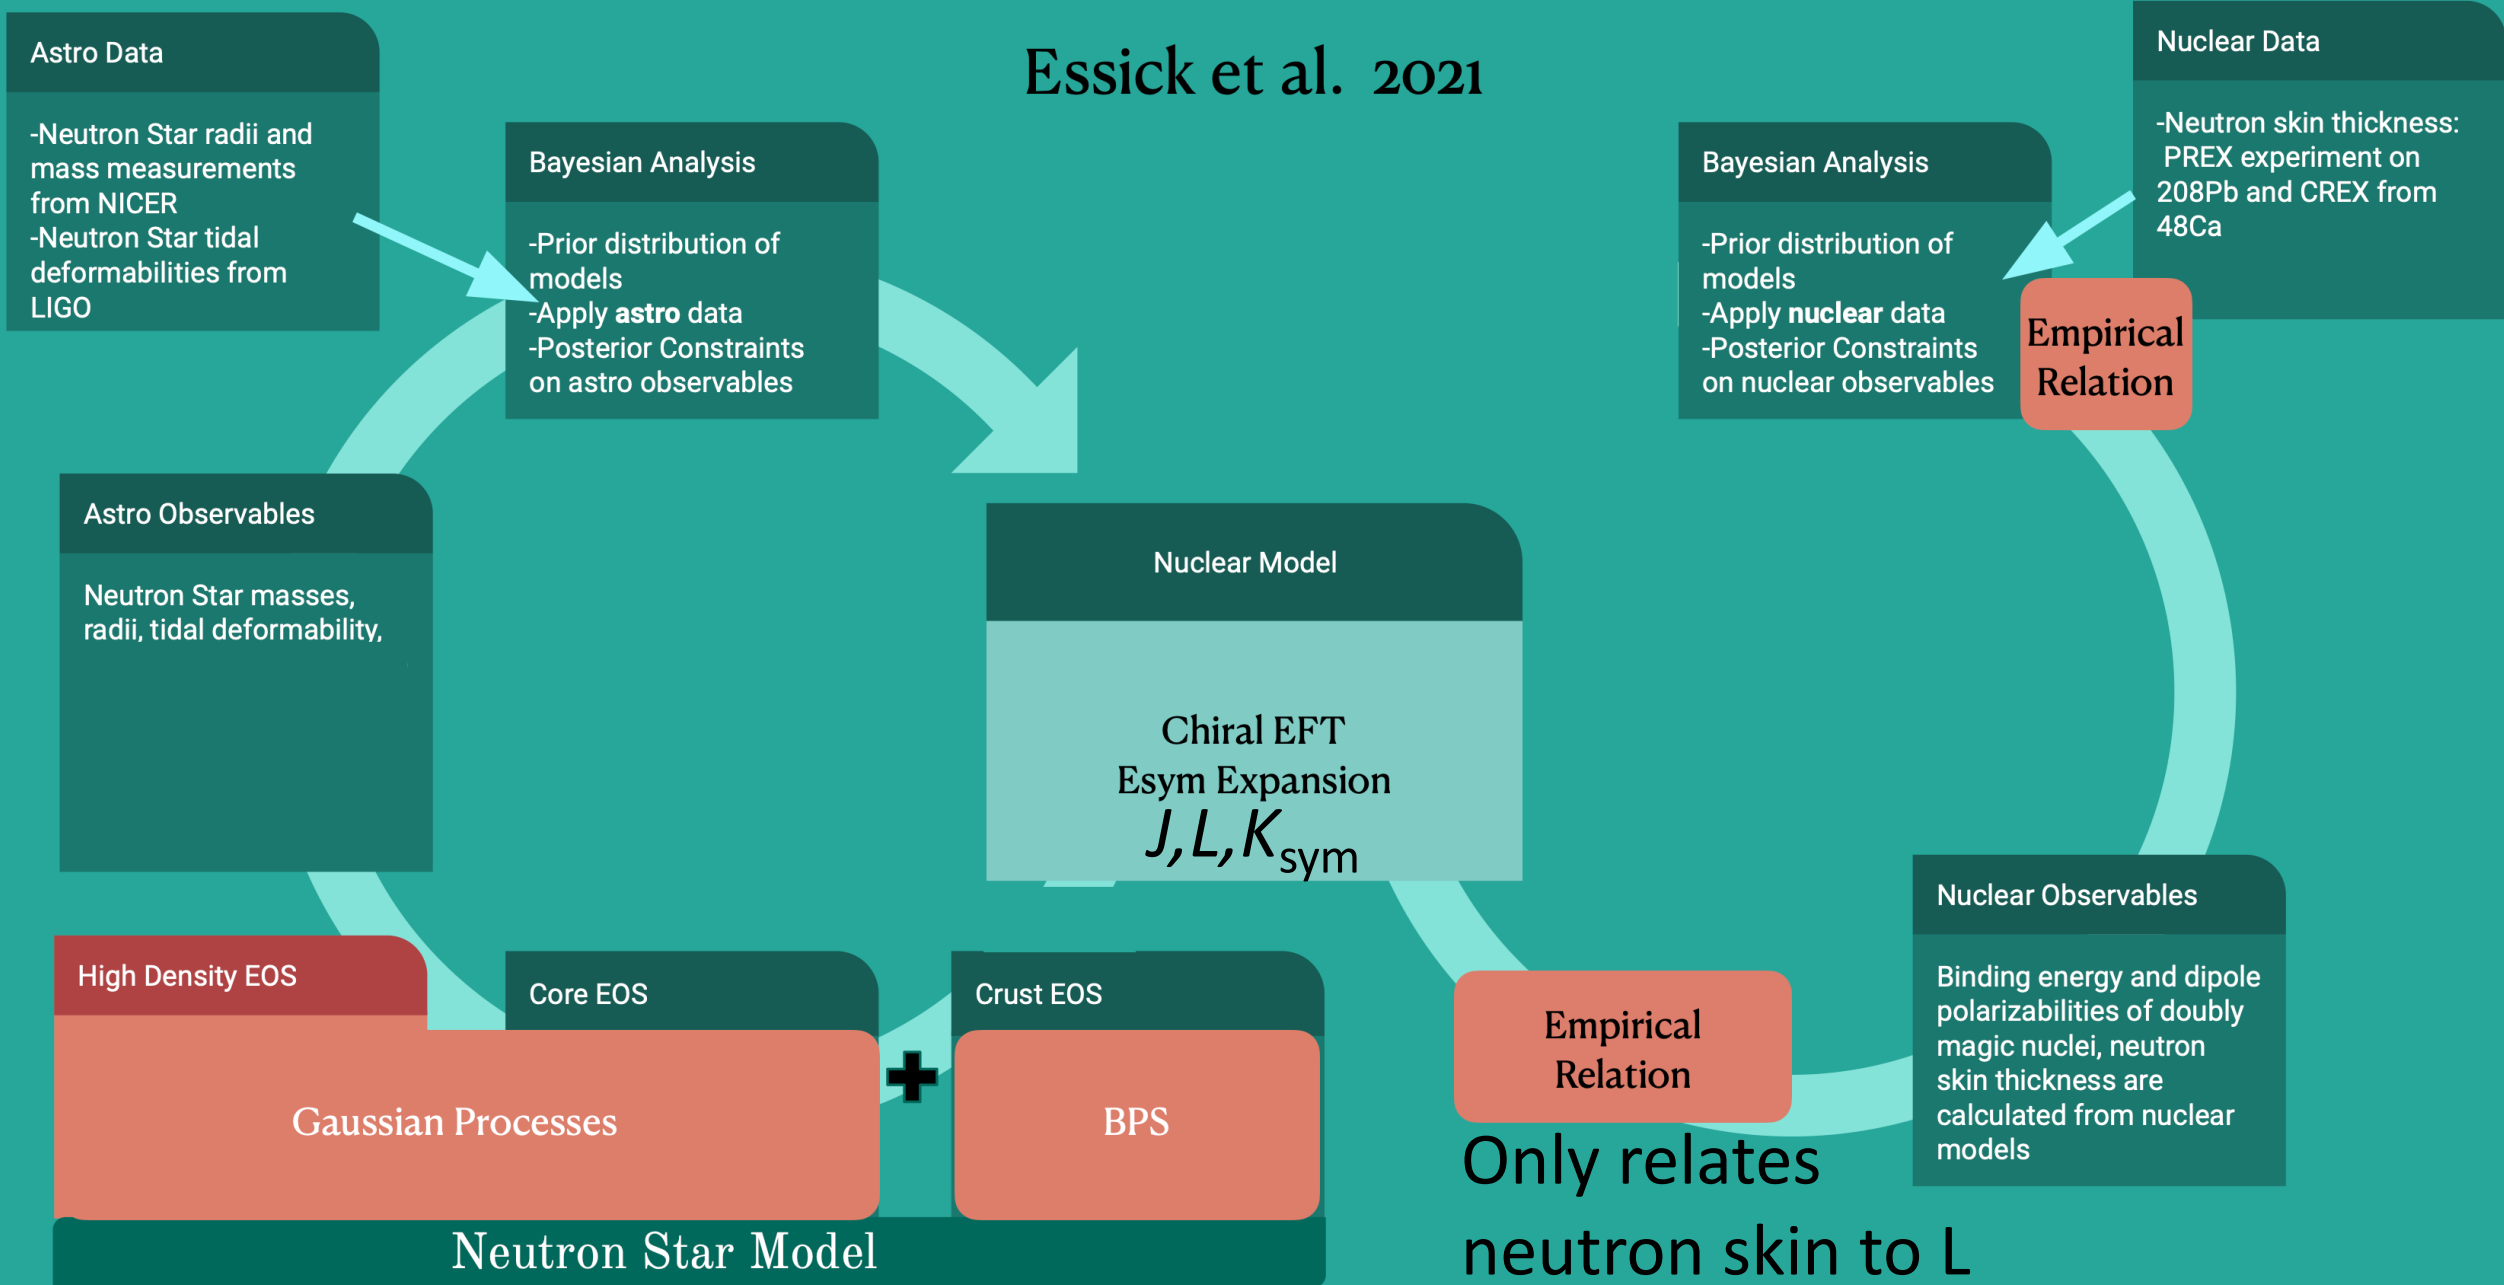 Essick et al. 2021
Astro Data
-Neutron Star radii and
mass measurements
from NICER
-Neutron Star tidal
deformabilities from
LIGO
Bayesian Analysis
-Prior distribution of
models
-Apply astro data
-Posterior Constraints
on astro observables
Bayesian Analysis
-Prior distribution of
models
-Apply nuclear data
-Posterior Constraints
on nuclear observables
Nuclear Data
-Neutron skin thickness:
PREX experiment on
208Pb and CREX from
48Ca
Empirical
Relation
Astro Observables
Neutron Star masses,
radii, tidal deformability,
Nuclear Model
Chiral EFT
Esym Expansion
J,L,Ksym
High Density EOS
Core EOS
Gaussian Processes
Crust EOS
BPS
Neutron Star Model
Empirical
Relation
Only relates
neutron skin to L
Nuclear Observables
Binding energy and dipole
polarizabilities of doubly
magic nuclei, neutron
skin thickness are
calculated from nuclear
models